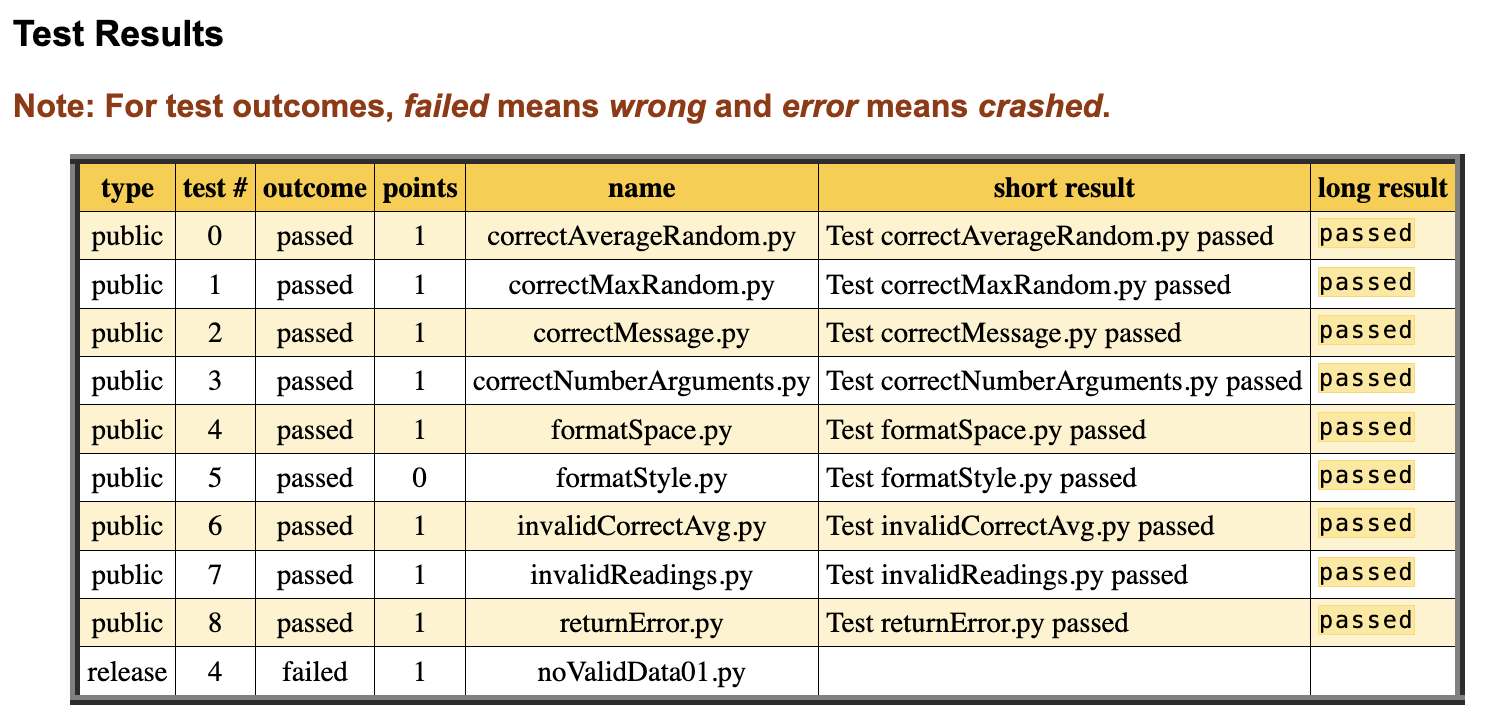 Test Results
Note: For test outcomes, failed means wrong and error means crashed.
type test # outcome points name short result long result
public 0 passed 1 correctAverageRandom.py Test correctAverageRandom.py passed passed
public 1 passed 1 correctMaxRandom.py Test correctMaxRandom.py passed passed
public 2 passed 1 correctMessage.py Test correctMessage.py passed passed
public 3 passed 1 correctNumberArguments.py Test correctNumberArguments.py passed passed
public 4 passed 1 formatSpace.py Test formatSpace.py passed passed
public 5 passed 0 formatStyle.py Test formatStyle.py passed passed
public 6 passed 1 invalidCorrectAvg.py Test invalidCorrectAvg.py passed passed
public 7 passed 1 invalidReadings.py Test invalidReadings.py passed passed
public 8 passed 1 returnError.py Test returnError.py passed passed
release 4 failed 1 noValidData01.py